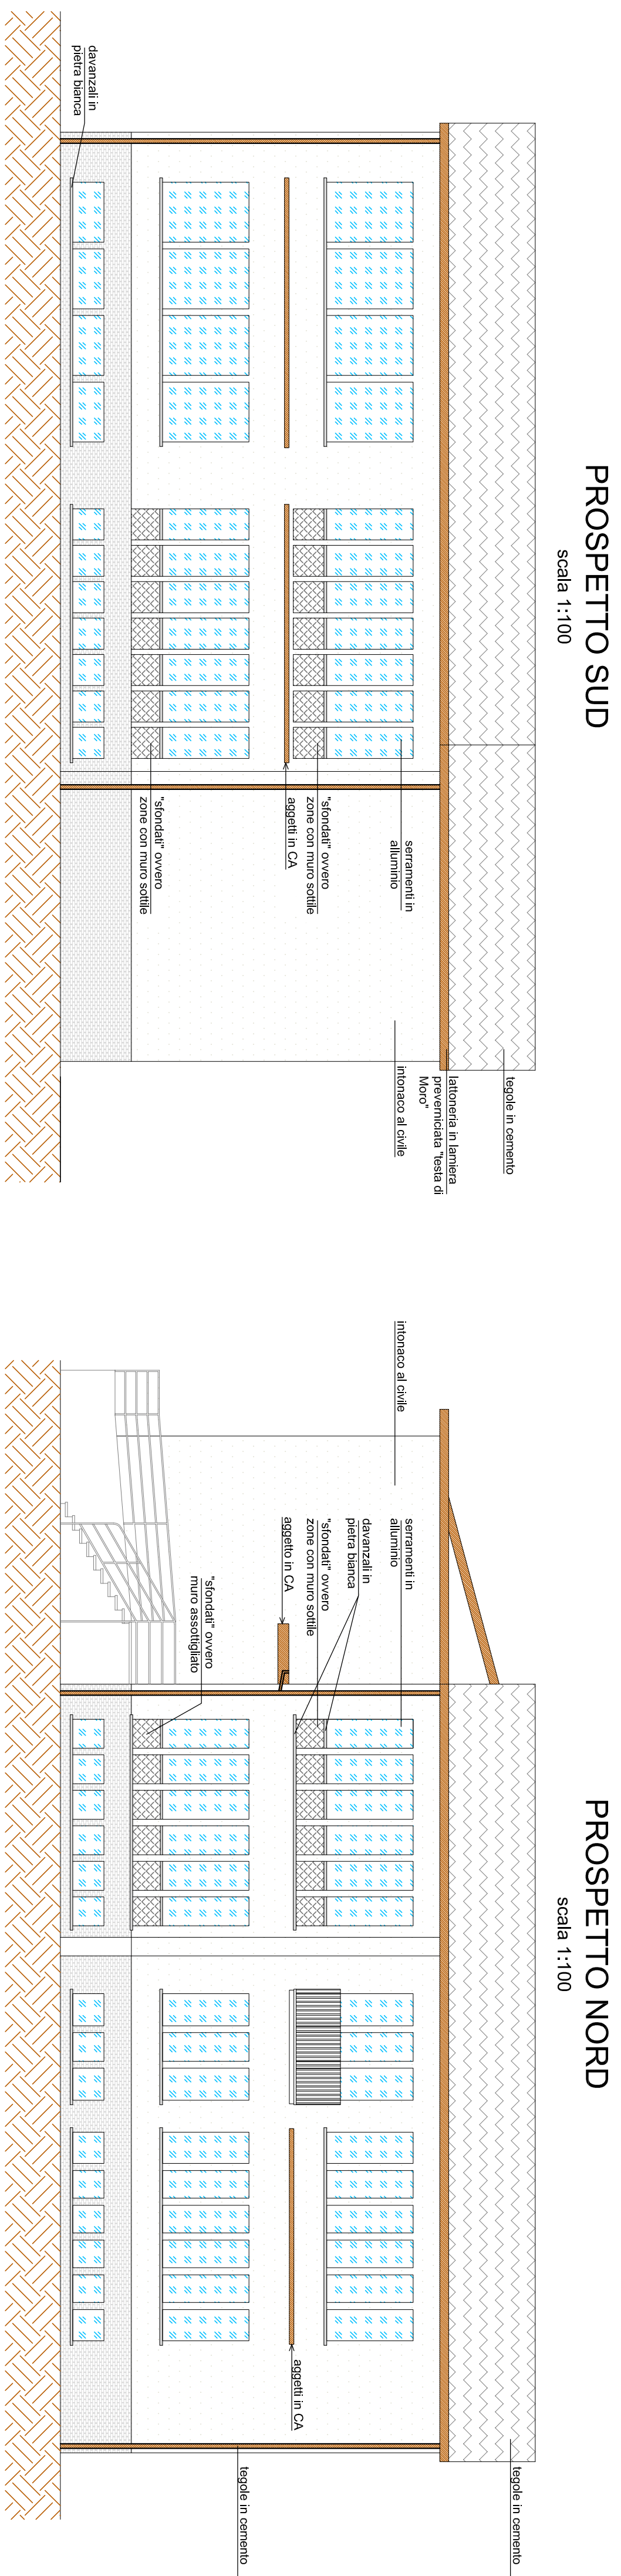 PROSPETTO SUD
scala 1:100
davanzali in
pietra bianca
serramenti in
alluminio
"sfondati" ovvero
zone con muro sottile
aggetti in CA
"sfondati" ovvero
zone con muro sottile
tegole in cemento
lattoneria in lamiera
preverniciata "testa di
Moro"
intonaco al civile
PROSPETTO NORD
scala 1:100
intonaco al civile
serramenti in
alluminio
davanzali in
pietra bianca
"sfondati" ovvero
zone con muro sottile
aggetto in CA
"sfondati" ovvero
muro assottigliato
aggetti in CA
tegole in cemento
tegole in cemento